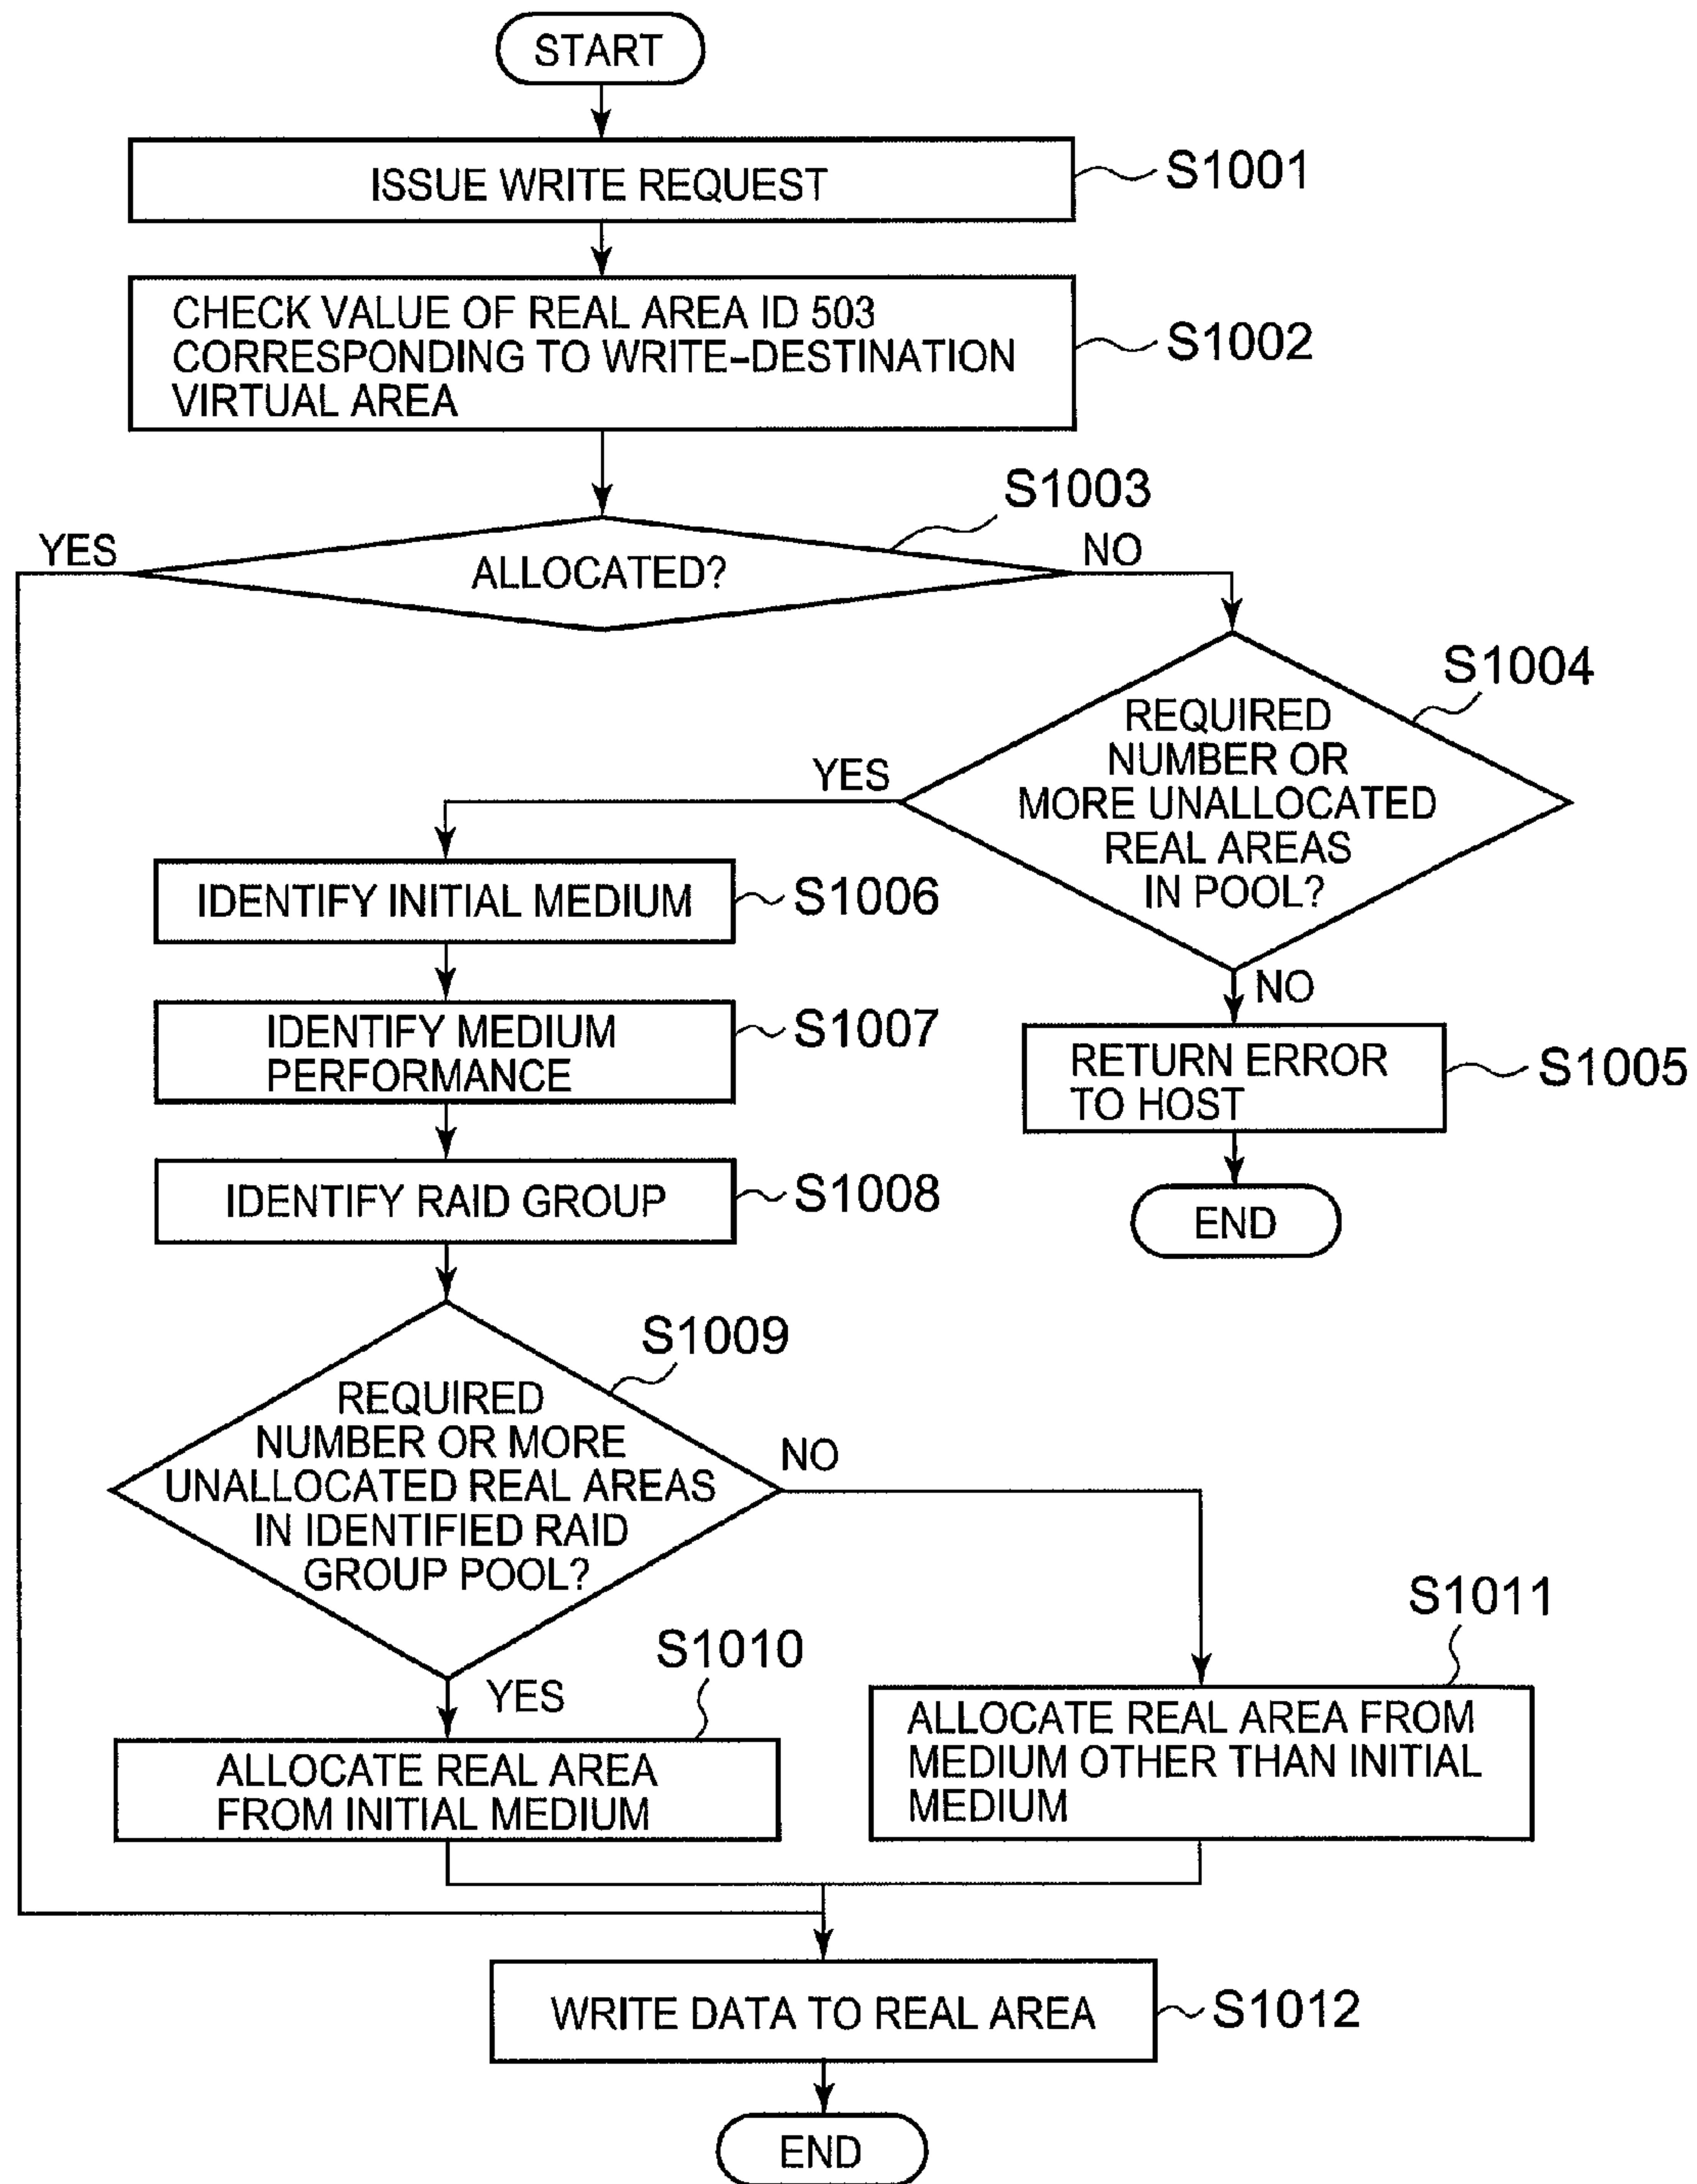 START
ISSUE WRITE REQUEST
S1001
CHECK VALUE OF REAL AREA ID 503
CORRESPONDING TO WRITE-DESTINATION
VIRTUAL AREA
S1002
S1003
YES
ALLOCATED?
NO
S1004
REQUIRED
NUMBER OR
MORE UNALLOCATED
REAL AREAS
IN POOL?
YES
NO
IDENTIFY INITIAL MEDIUM
S1006
IDENTIFY MEDIUM
PERFORMANCE
S1007
RETURN ERROR
TO HOST
S1005
IDENTIFY RAID GROUP
S1008
END
S1009
REQUIRED
NUMBER OR MORE
UNALLOCATED REAL AREAS
IN IDENTIFIED RAID
GROUP POOL?
NO
YES
S1010
S1011
ALLOCATE REAL AREA
FROM INITIAL MEDIUM
ALLOCATE REAL AREA FROM
MEDIUM OTHER THAN INITIAL
MEDIUM
WRITE DATA TO REAL AREA
S1012
END